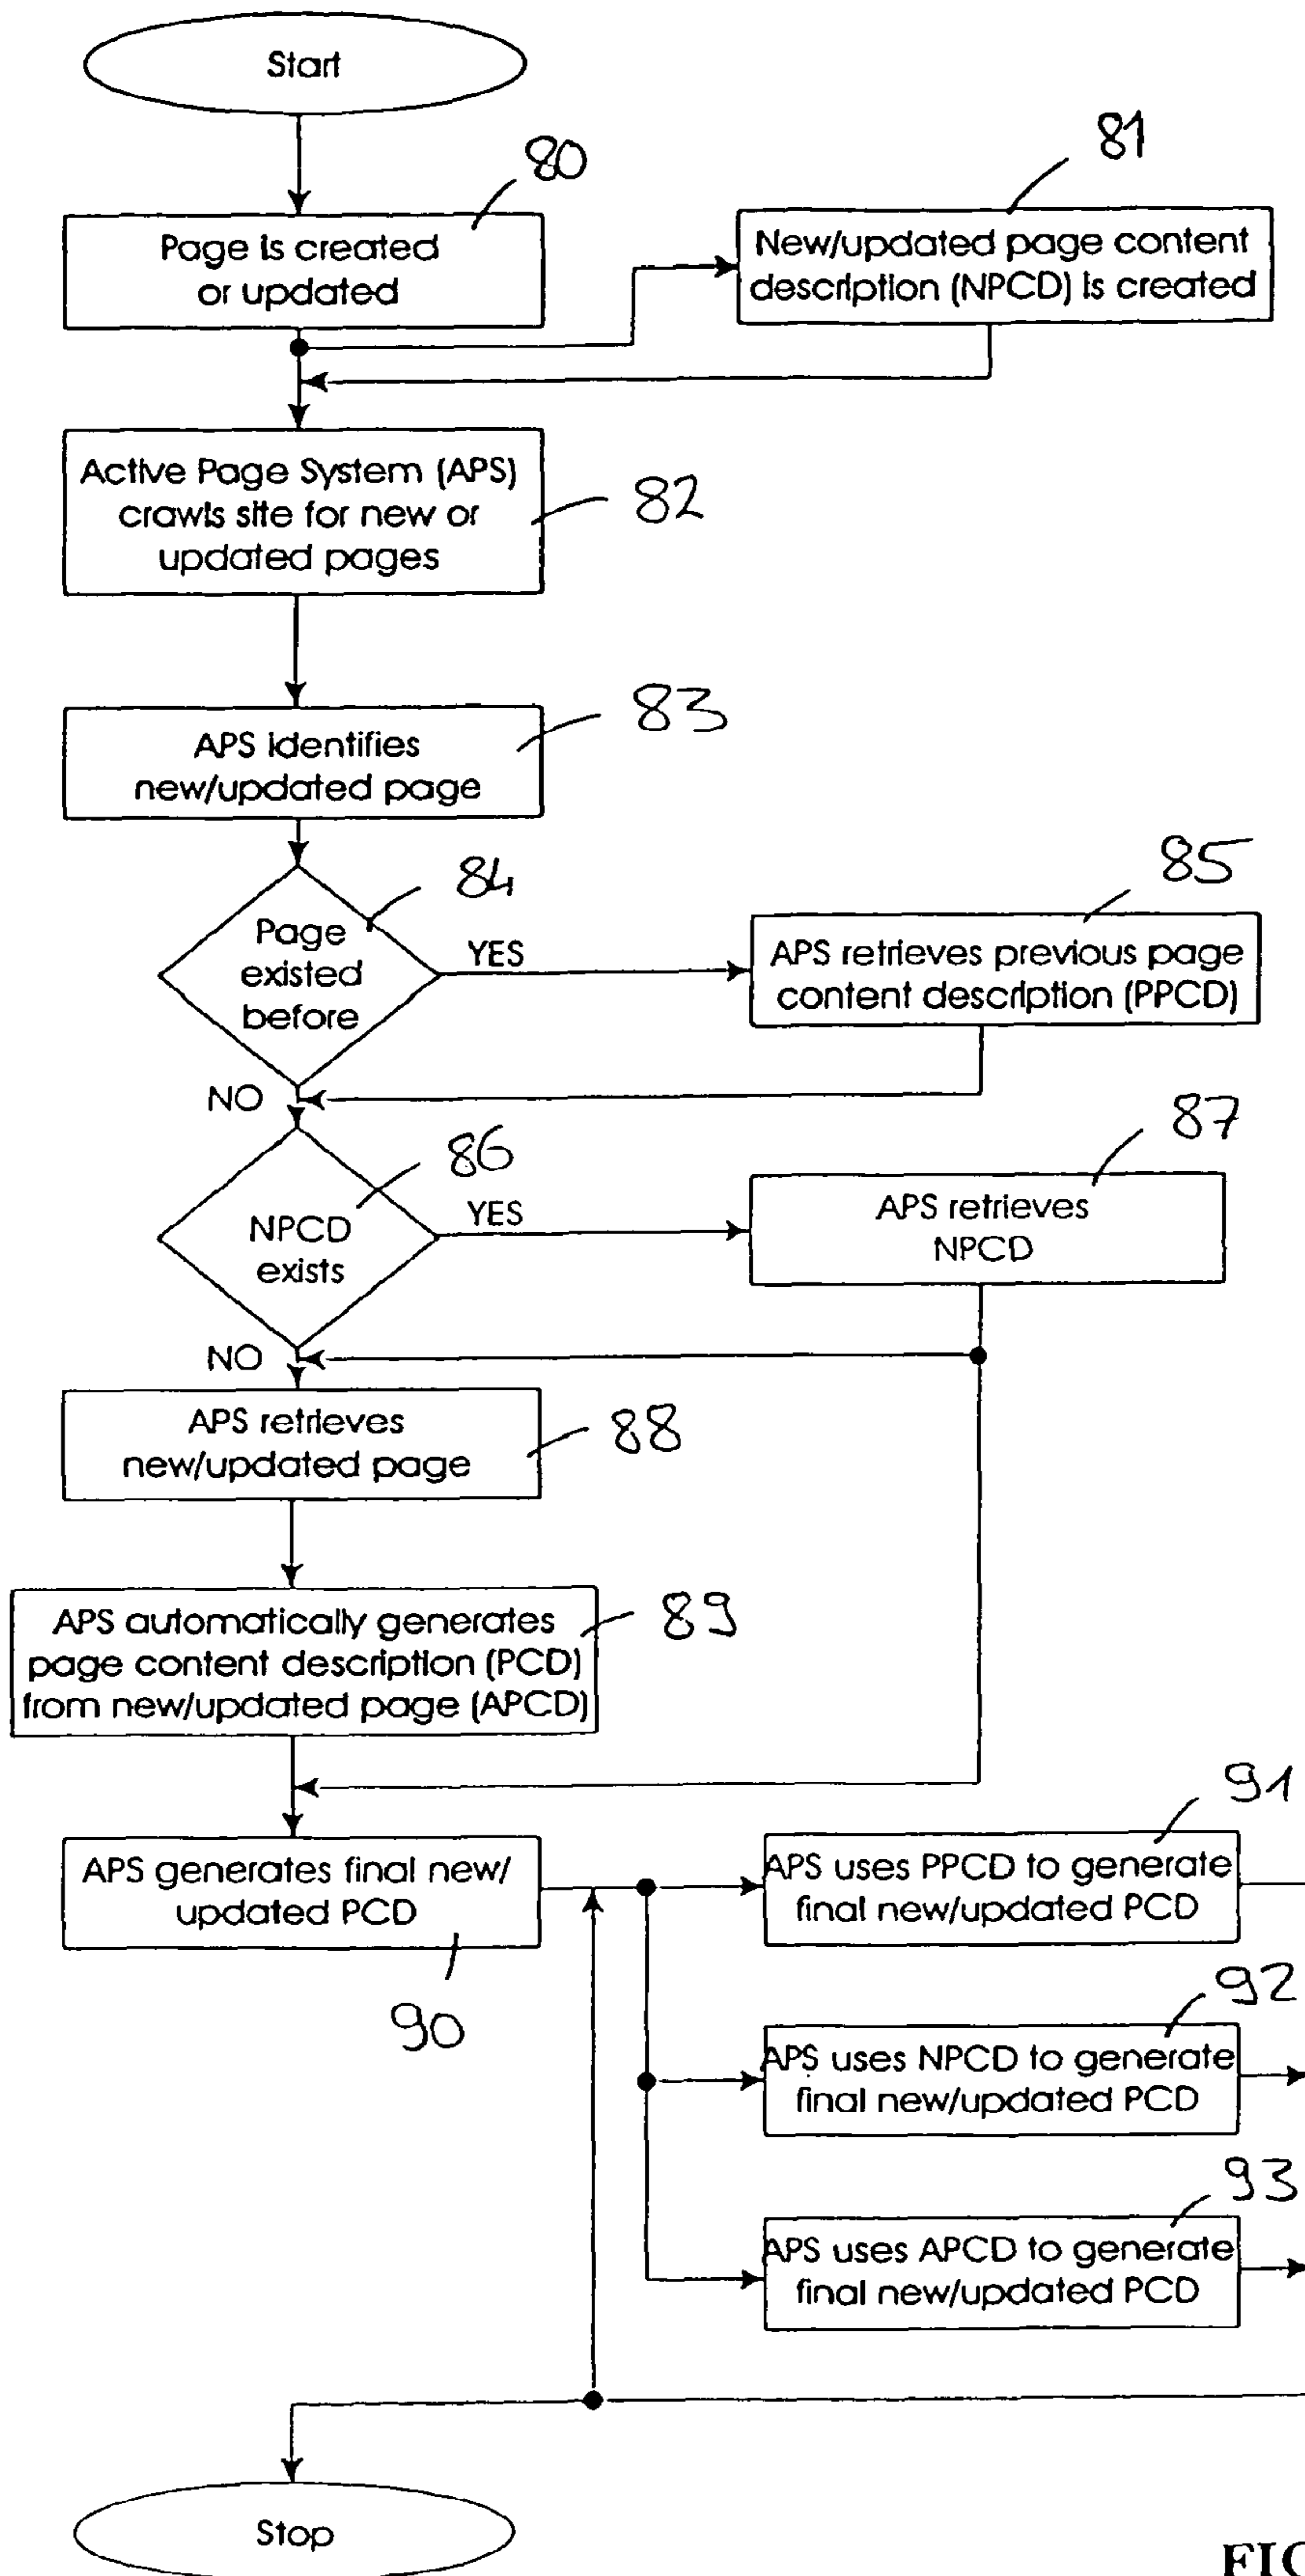 Start
80
Page is created
or updated
81
New/updated page content
description (NPCD) is created
Active Page System (APS)
crawls site for new or
updated pages
82
APS identifies
new/updated page
83
Page
existed
before
84
YES
85
APS retrieves previous page
content description (PPCD)
NO
NPCD
exists
86
YES
87
APS retrieves
NPCD
NO
APS retrieves
new/updated page
88
APS automatically generates
page content description (PCD)
from new/updated page (APCD)
89
APS generates final new/
updated PCD
90
91
APS uses PPCD to generate
final new/updated PCD
92
APS uses NPCD to generate
final new/updated PCD
93
APS uses APCD to generate
final new/updated PCD
Stop
FIG